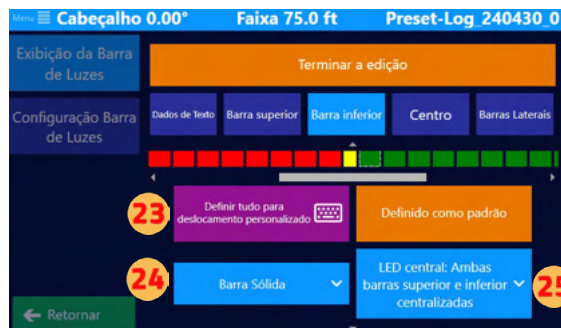 Menu Cabeçalho 0.00° Faixa 75.0 ft Preset-Log_240430_0
Exibição da Barra
de Luzes
Terminar a edição
Configuração Barra
de Luzes
Dados de Texto Barra superior Barra inferior Centro Barras Laterais
23 Definir tudo para
deslocamento personalizado
Definido como padrão
24 Barra Sólida
LED central: Ambas
barras superior e inferior
centralizadas
25
Retornar